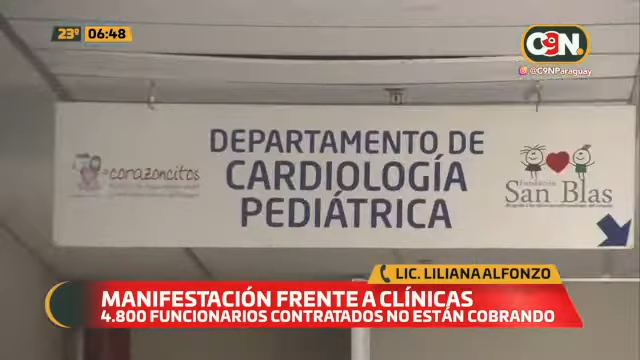 23º 06:48
C9N
@C9NParaguay
DEPARTAMENTO DE
CARDIOLOGÍA
PEDIÁTRICA
corazoncitos
Fundación
San Blas
LIC. LILIANA ALFONZO
MANIFESTACIÓN FRENTE A CLÍNICAS
4.800 FUNCIONARIOS CONTRATADOS NO ESTÁN COBRANDO